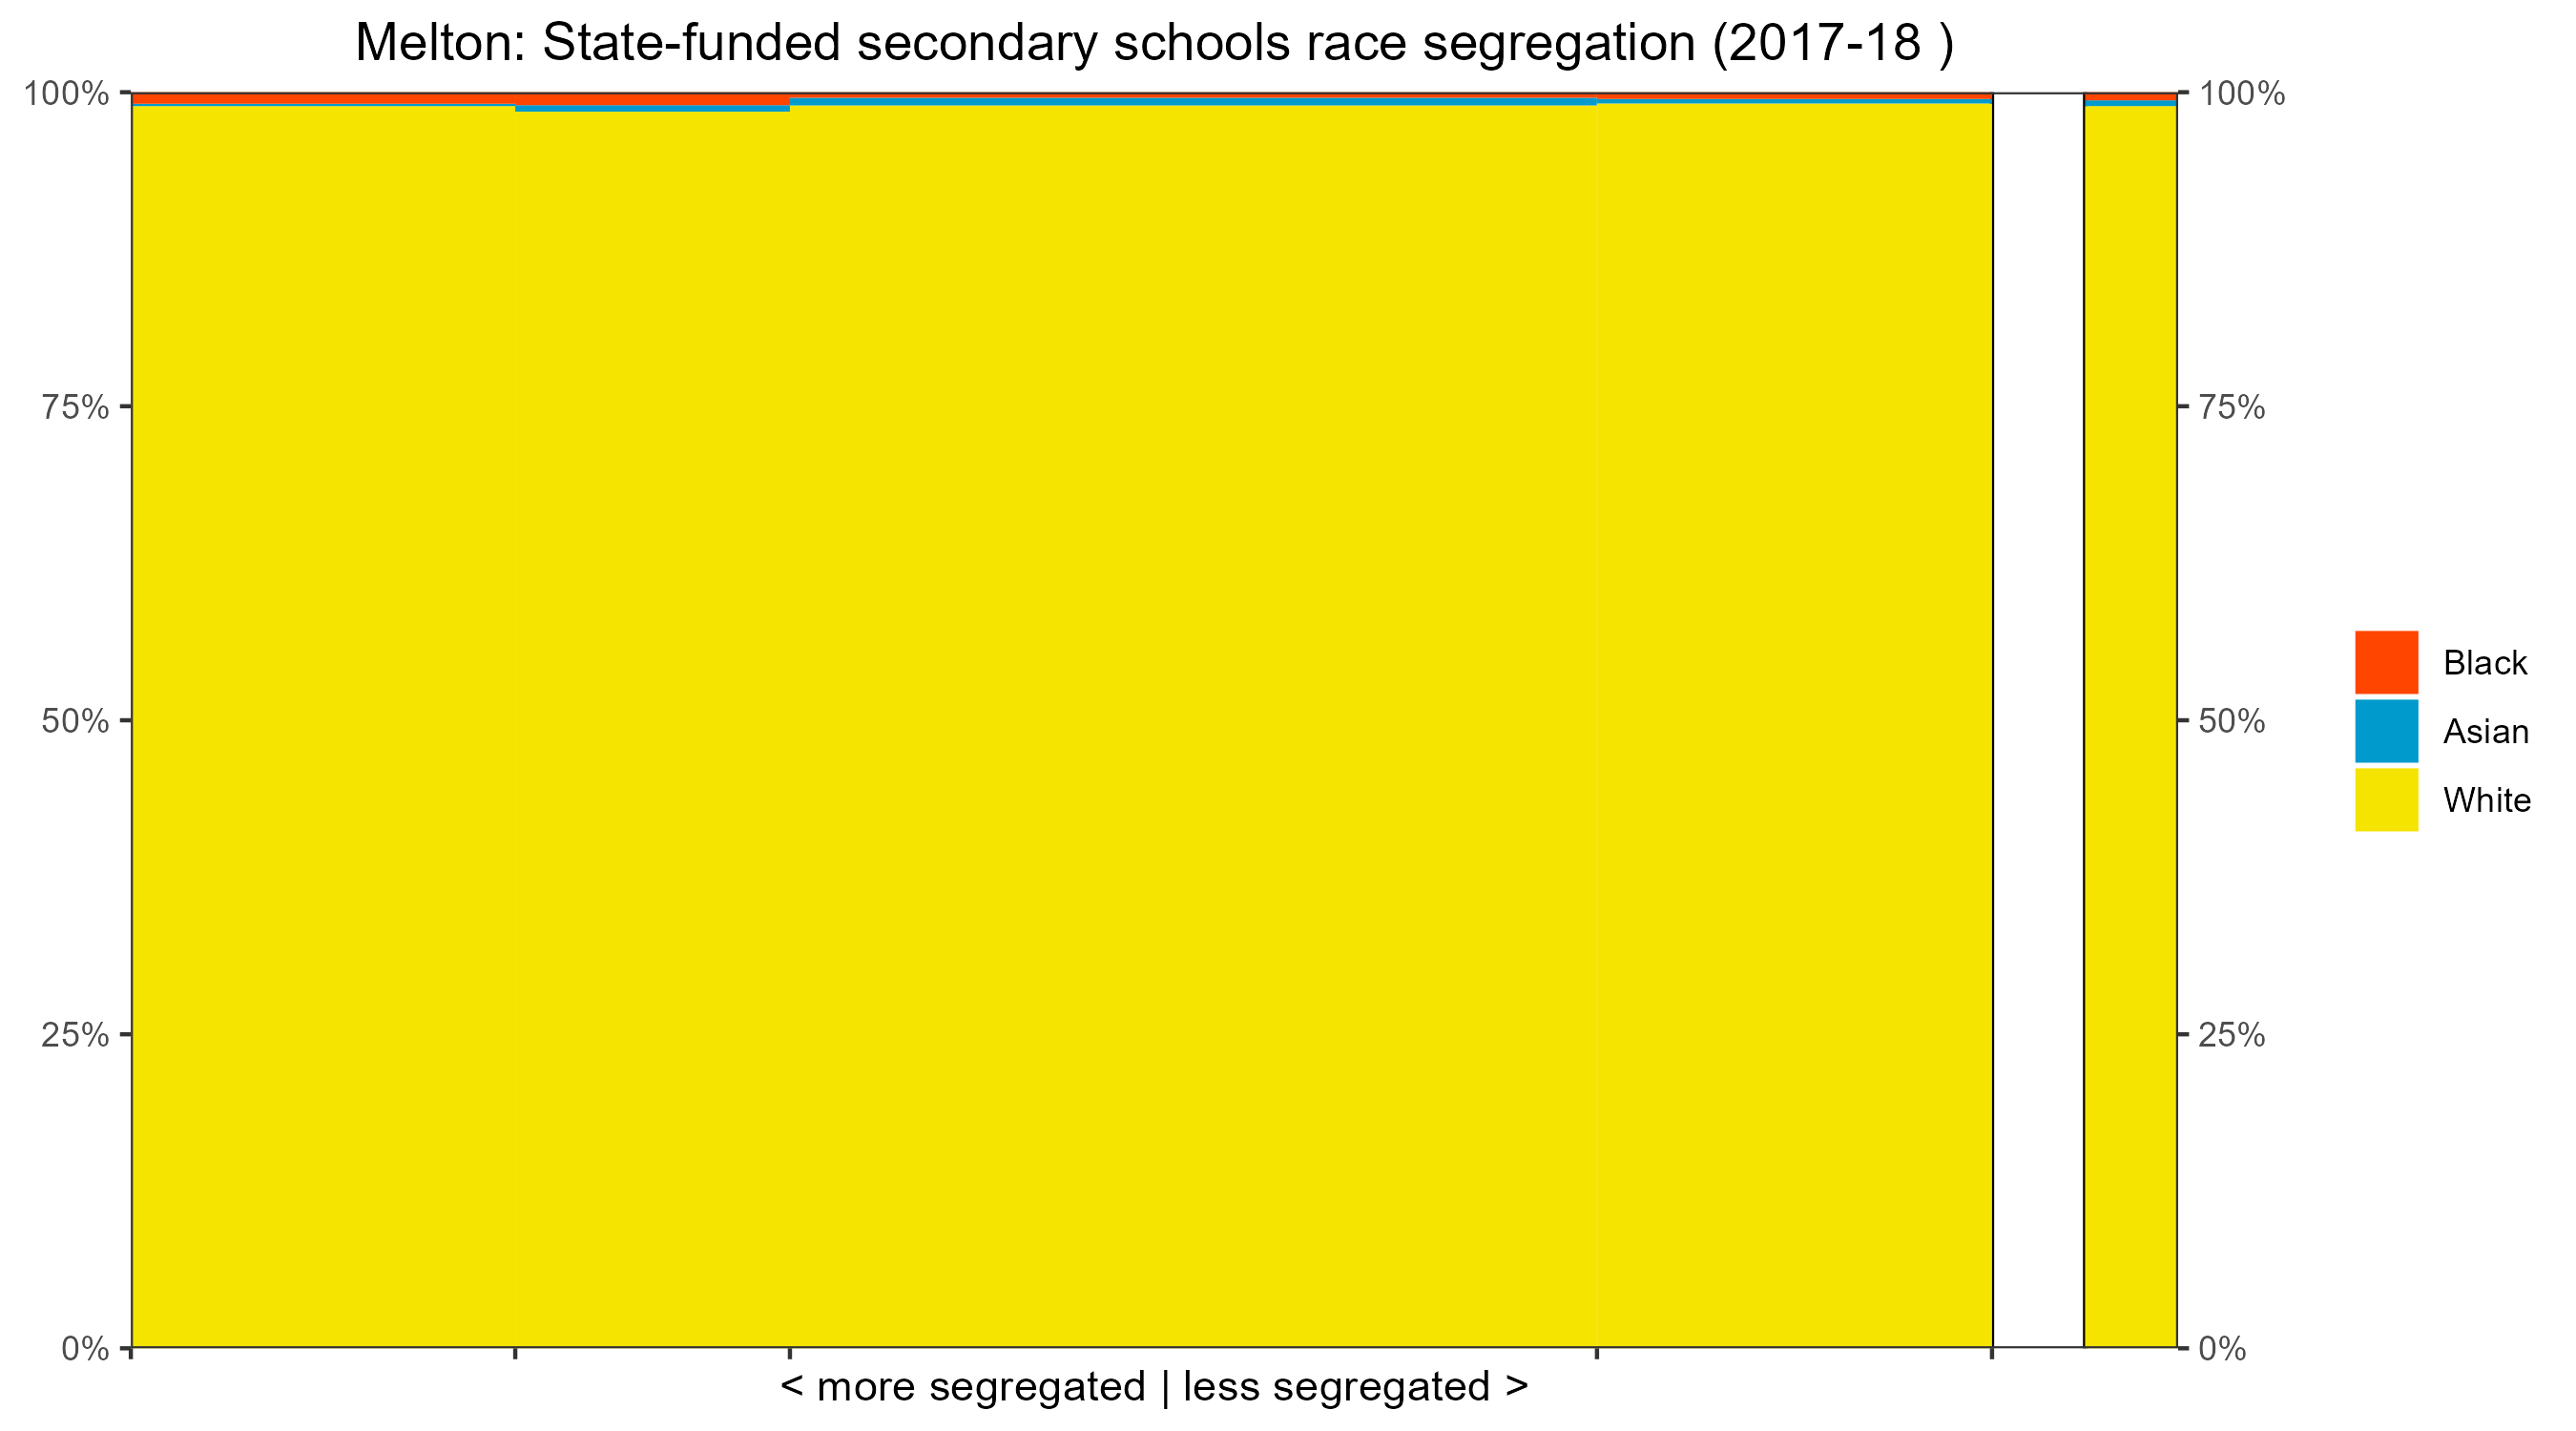 Melton: State-funded secondary schools race segregation (2017-18 )
100%
100%
75%
75%
50%
50%
25%
25%
0%
0%
Black
Asian
White
< more segregated | less segregated >